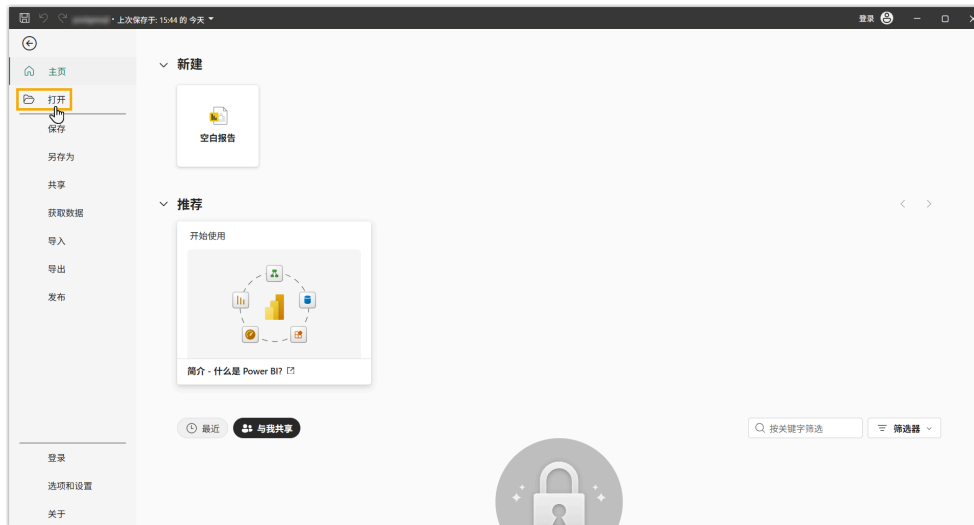 • 上次保存于: 15:44 的 今天
登录
主页
打开
保存
另存为
共享
获取数据
导入
导出
发布
登录
选项和设置
关于
新建
空白报告
推荐
开始使用
简介 - 什么是 Power BI?
最近
与我共享
按关键字筛选
筛选器